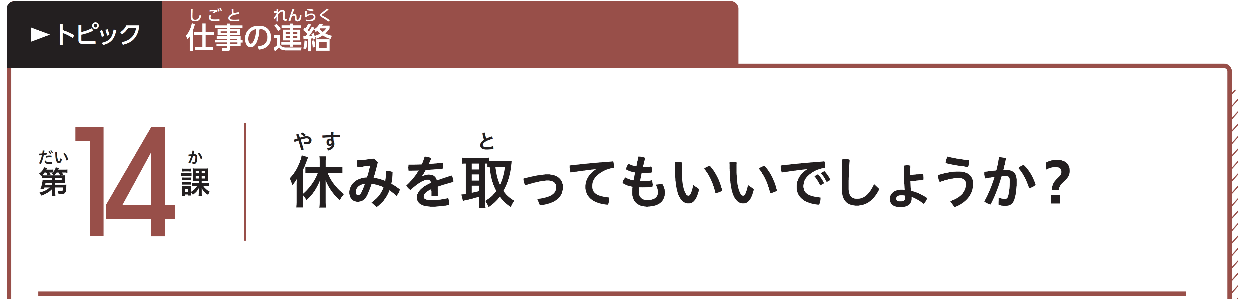 ▶トピック 仕事の連絡
しごと れんらく
第14課
だい か
休みを取ってもいいでしょうか？
やす と